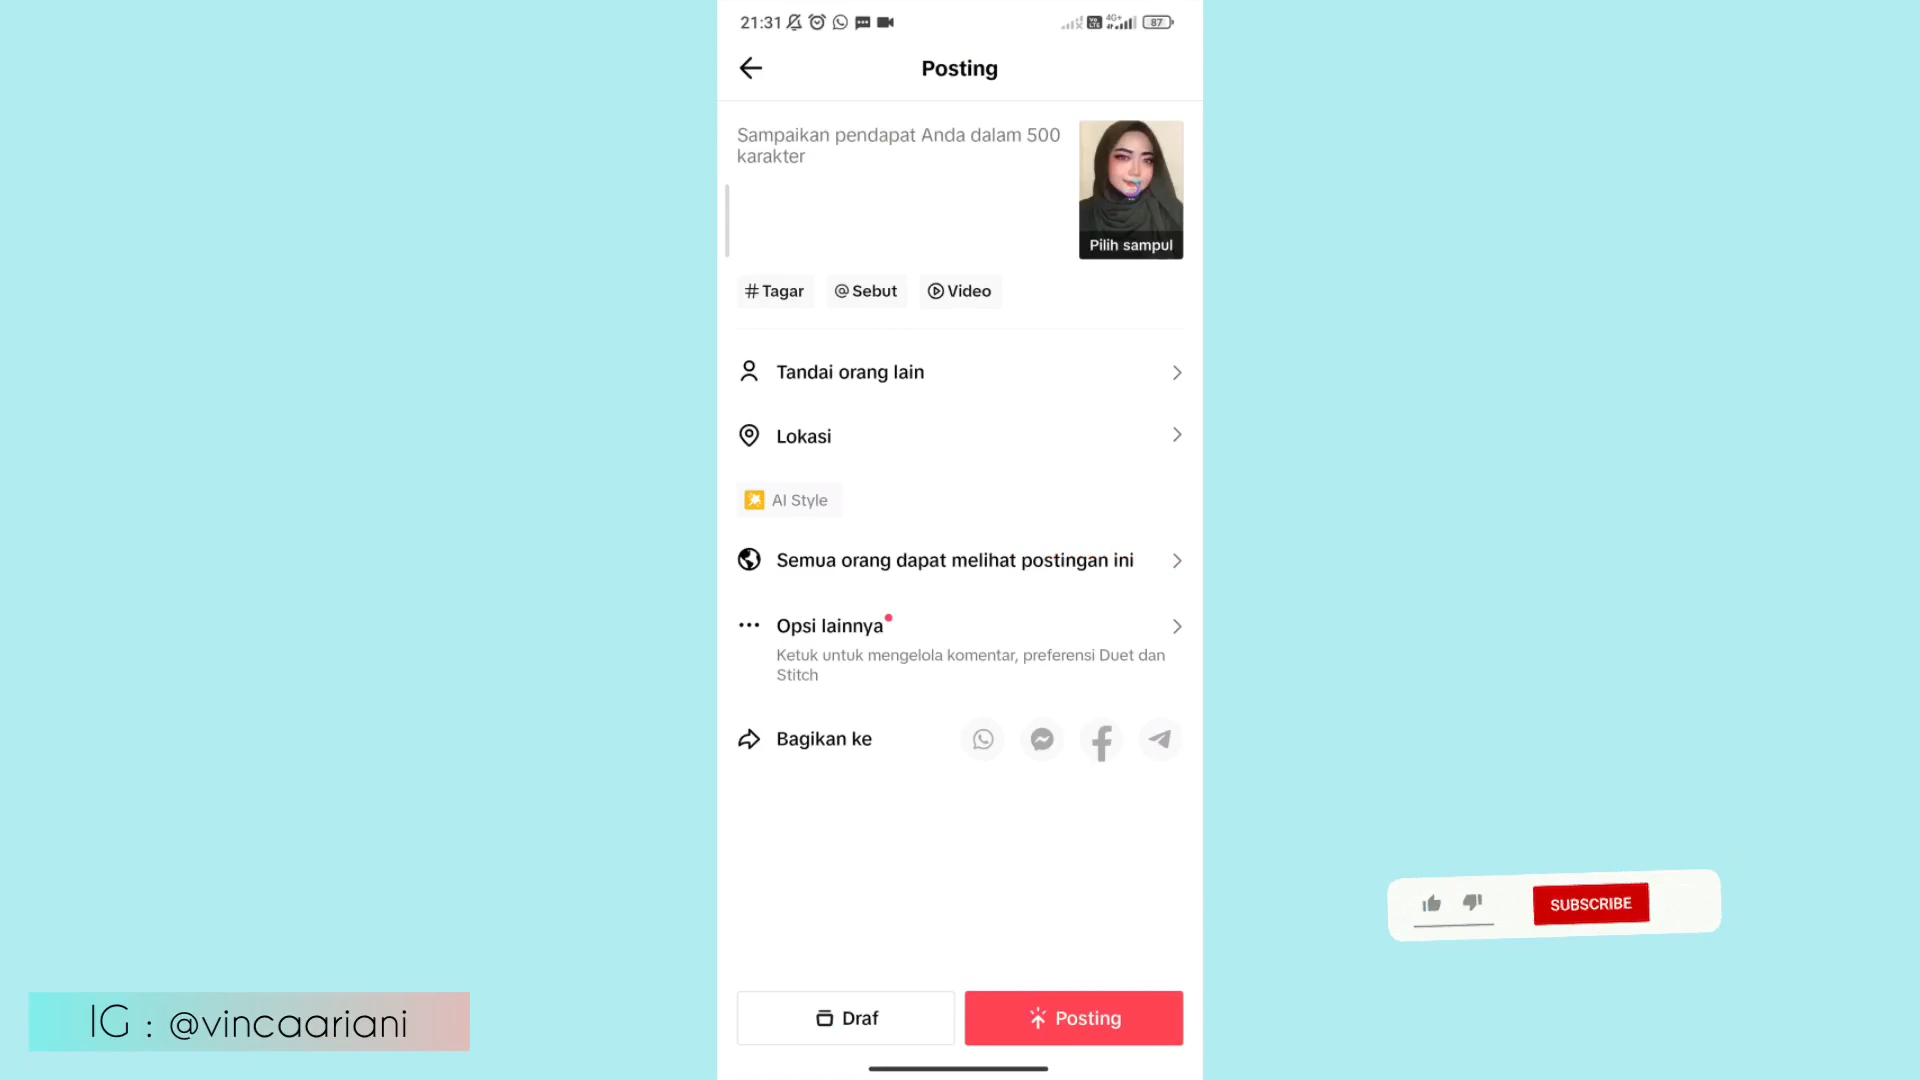 21:31
4G+
87
Posting
Sampaikan pendapat Anda dalam 500
karakter
Pilih sampul
#Tagar
@Sebut
Video
Tandai orang lain
Lokasi
AI Style
Semua orang dapat melihat postingan ini
Opsi lainnya
Ketuk untuk mengelola komentar, preferensi Duet dan
Stitch
Bagikan ke
SUBSCRIBE
Draf
Posting
IG : @vincaariani